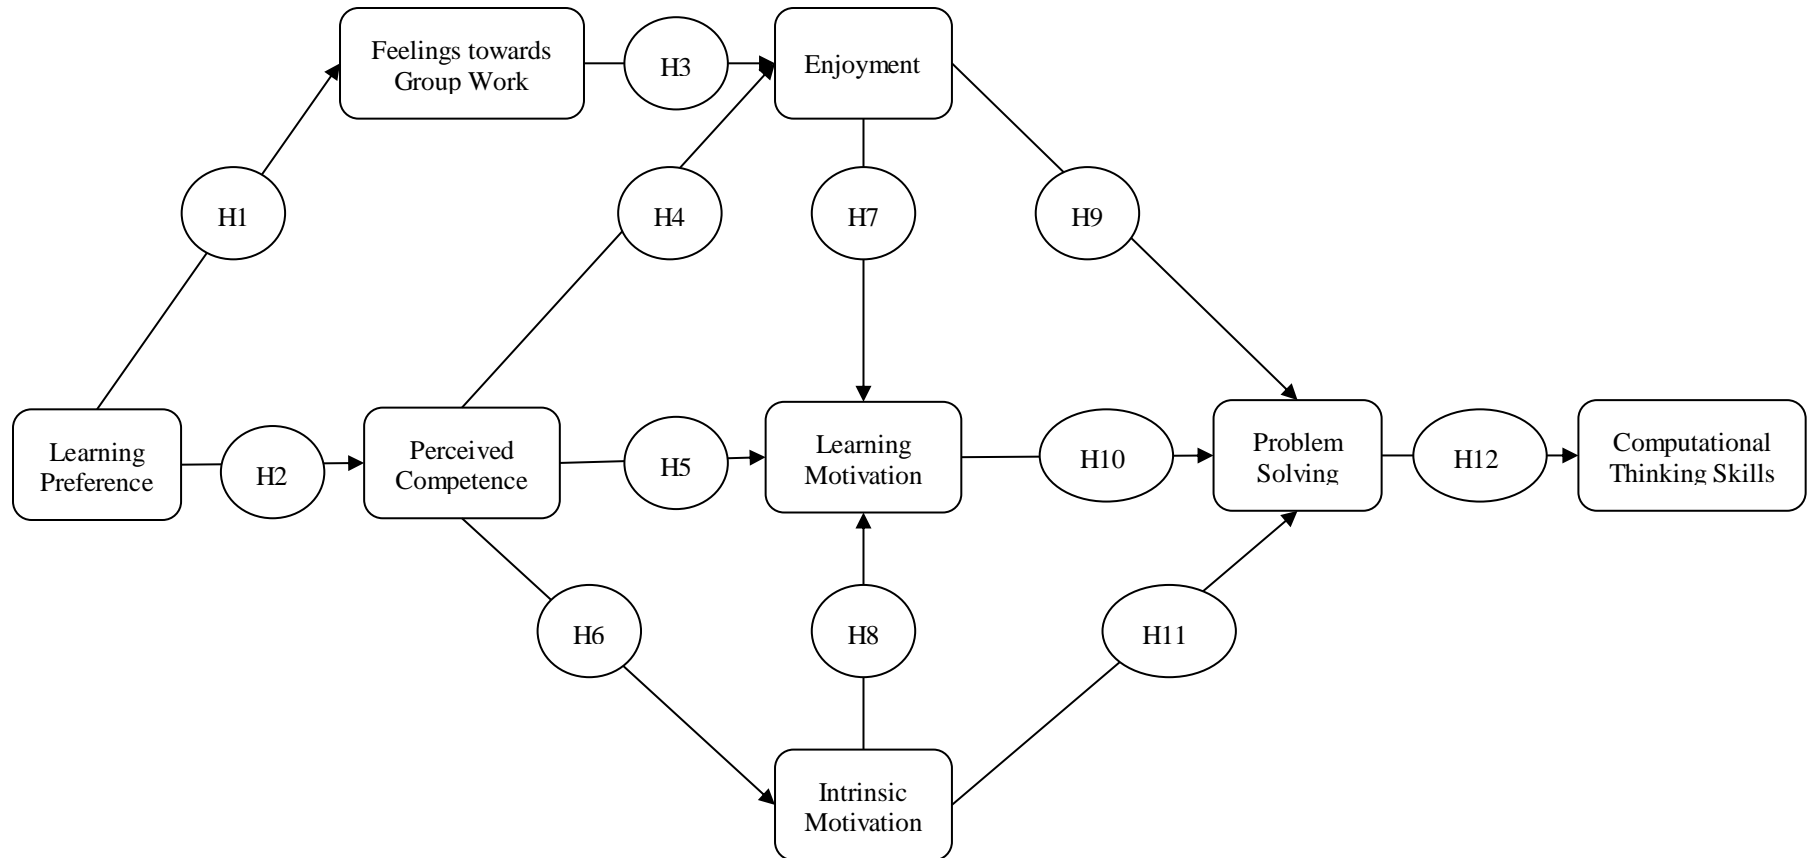 Feelings towards
Group Work
H3
Enjoyment
H1
H4
H7
H9
Learning
Preference
H2
Perceived
Competence
H5
Learning
Motivation
H10
Problem
Solving
H12
Computational
Thinking Skills
H6
H8
H11
Intrinsic
Motivation